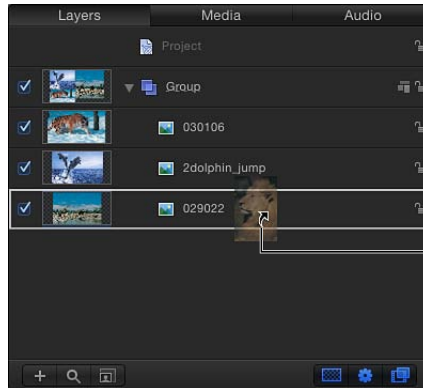 Layers Media Audio
Project
Group
030106
2dolphin_jump
029022